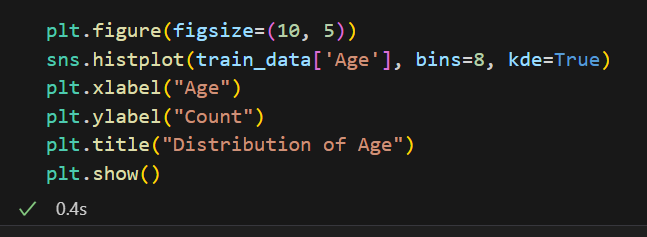 plt.figure(figsize=(10, 5))
sns.histplot(train_data['Age'], bins=8, kde=True)
plt.xlabel("Age")
plt.ylabel("Count")
plt.title("Distribution of Age")
plt.show()
0.4s